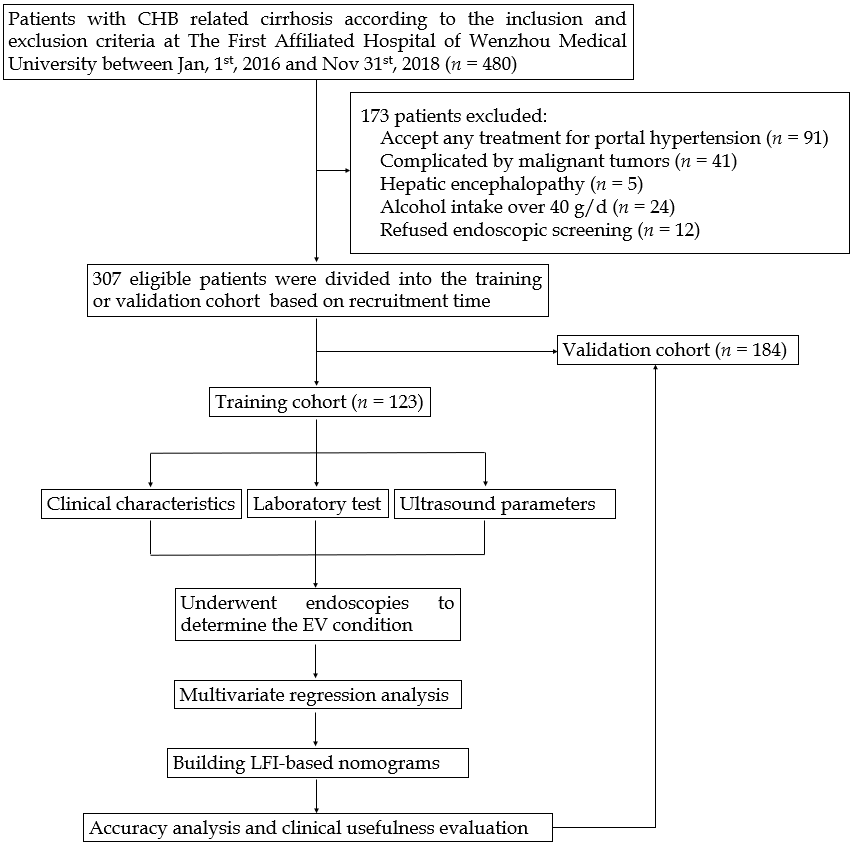 Patients with CHB related cirrhosis according to the inclusion and
exclusion criteria at The First Affiliated Hospital of Wenzhou Medical
University between Jan, 1st, 2016 and Nov 31st, 2018 (n = 480)
173 patients excluded:
Accept any treatment for portal hypertension (n = 91)
Complicated by malignant tumors (n = 41)
Hepatic encephalopathy (n = 5)
Alcohol intake over 40 g/d (n = 24)
Refused endoscopic screening (n = 12)
307 eligible patients were divided into the training
or validation cohort based on recruitment time
Validation cohort (n = 184)
Training cohort (n = 123)
Clinical characteristics
Laboratory test
Ultrasound parameters
Underwent endoscopies to
determine the EV condition
Multivariate regression analysis
Building LFI-based nomograms
Accuracy analysis and clinical usefulness evaluation